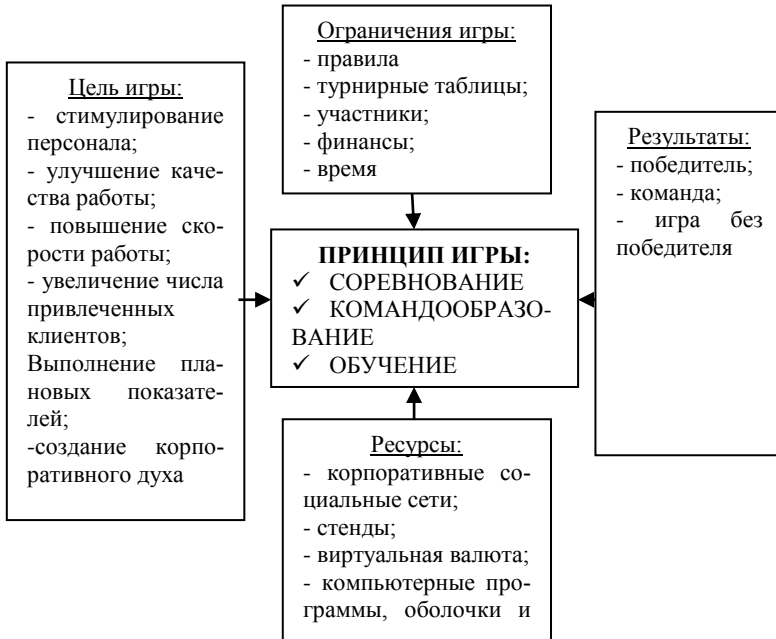 Ограничения игры:
- правила
- турнирные таблицы;
- участники;
- финансы;
- время
Цель игры:
- стимулирование
персонала;
- улучшение каче-
ства работы;
- повышение ско-
рости работы;
- увеличение числа
привлеченных
клиентов;
Выполнение пла-
новых показате-
лей;
-создание корпо-
ративного духа
ПРИНЦИП ИГРЫ:
✓ СОРЕВНОВАНИЕ
✓ КОМАНДООБРАЗО-
ВАНИЕ
✓ ОБУЧЕНИЕ
Результаты:
- победитель;
- команда;
- игра без
победителя
Ресурсы:
- корпоративные со-
циальные сети;
- стенды;
- виртуальная валюта;
- компьютерные про-
граммы, оболочки и